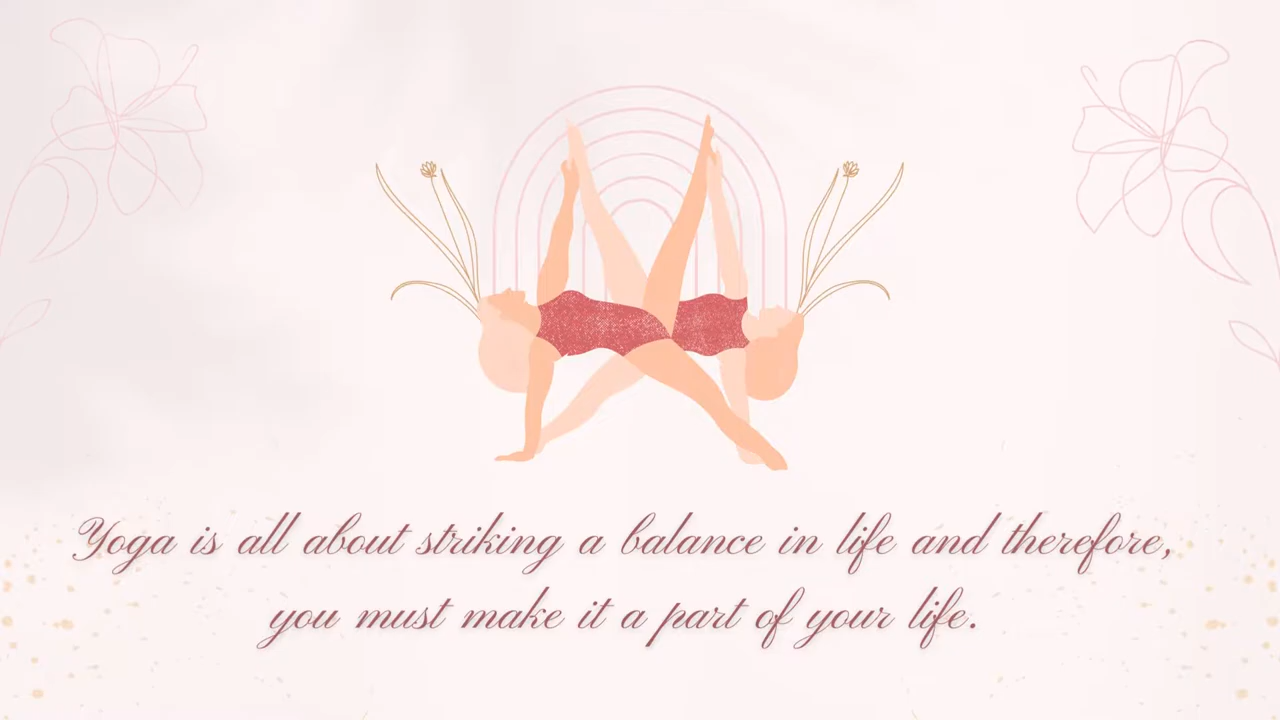 Yoga is all about striking a balance in life and therefore,
you must make it a part of your life.